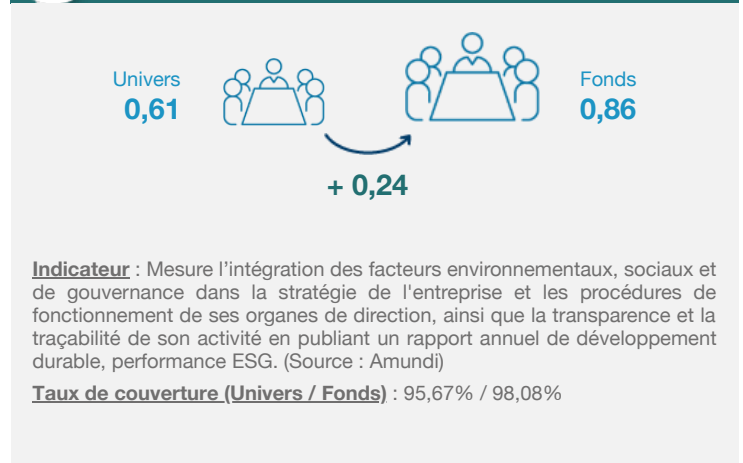 Univers
0,61
Fonds
0,86
+ 0,24
Indicateur : Mesure l’intégration des facteurs environnementaux, sociaux et
de gouvernance dans la stratégie de l'entreprise et les procédures de
fonctionnement de ses organes de direction, ainsi que la transparence et la
traçabilité de son activité en publiant un rapport annuel de développement
durable, performance ESG. (Source : Amundi)
Taux de couverture (Univers / Fonds) : 95,67% / 98,08%